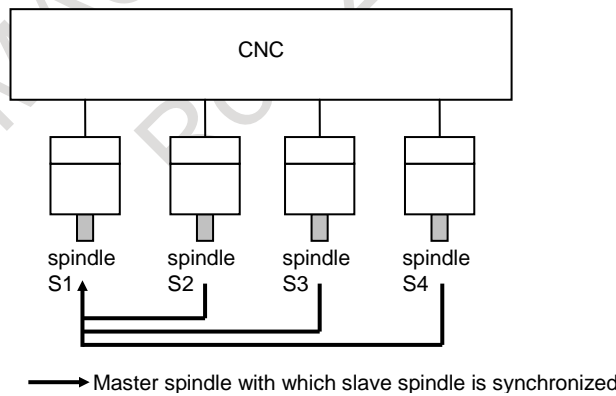 CNC
spindle
S1
spindle
S2
spindle
S3
spindle
S4
Master spindle with which slave spindle is synchronized